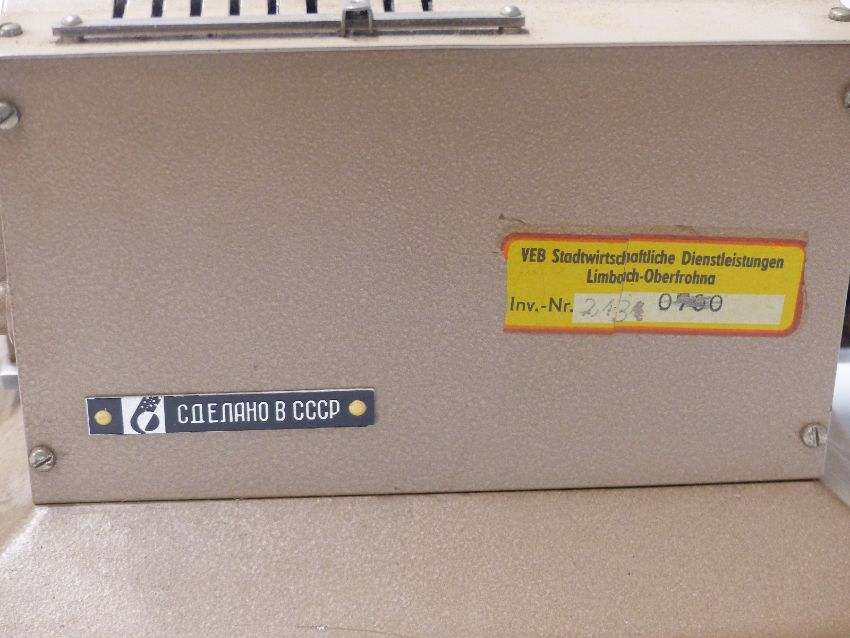 VEB Stadtwirtschaftliche Dienstleistungen
Limbach-Oberfrohna
Inv.-Nr.
СДЕЛАНО В СССР